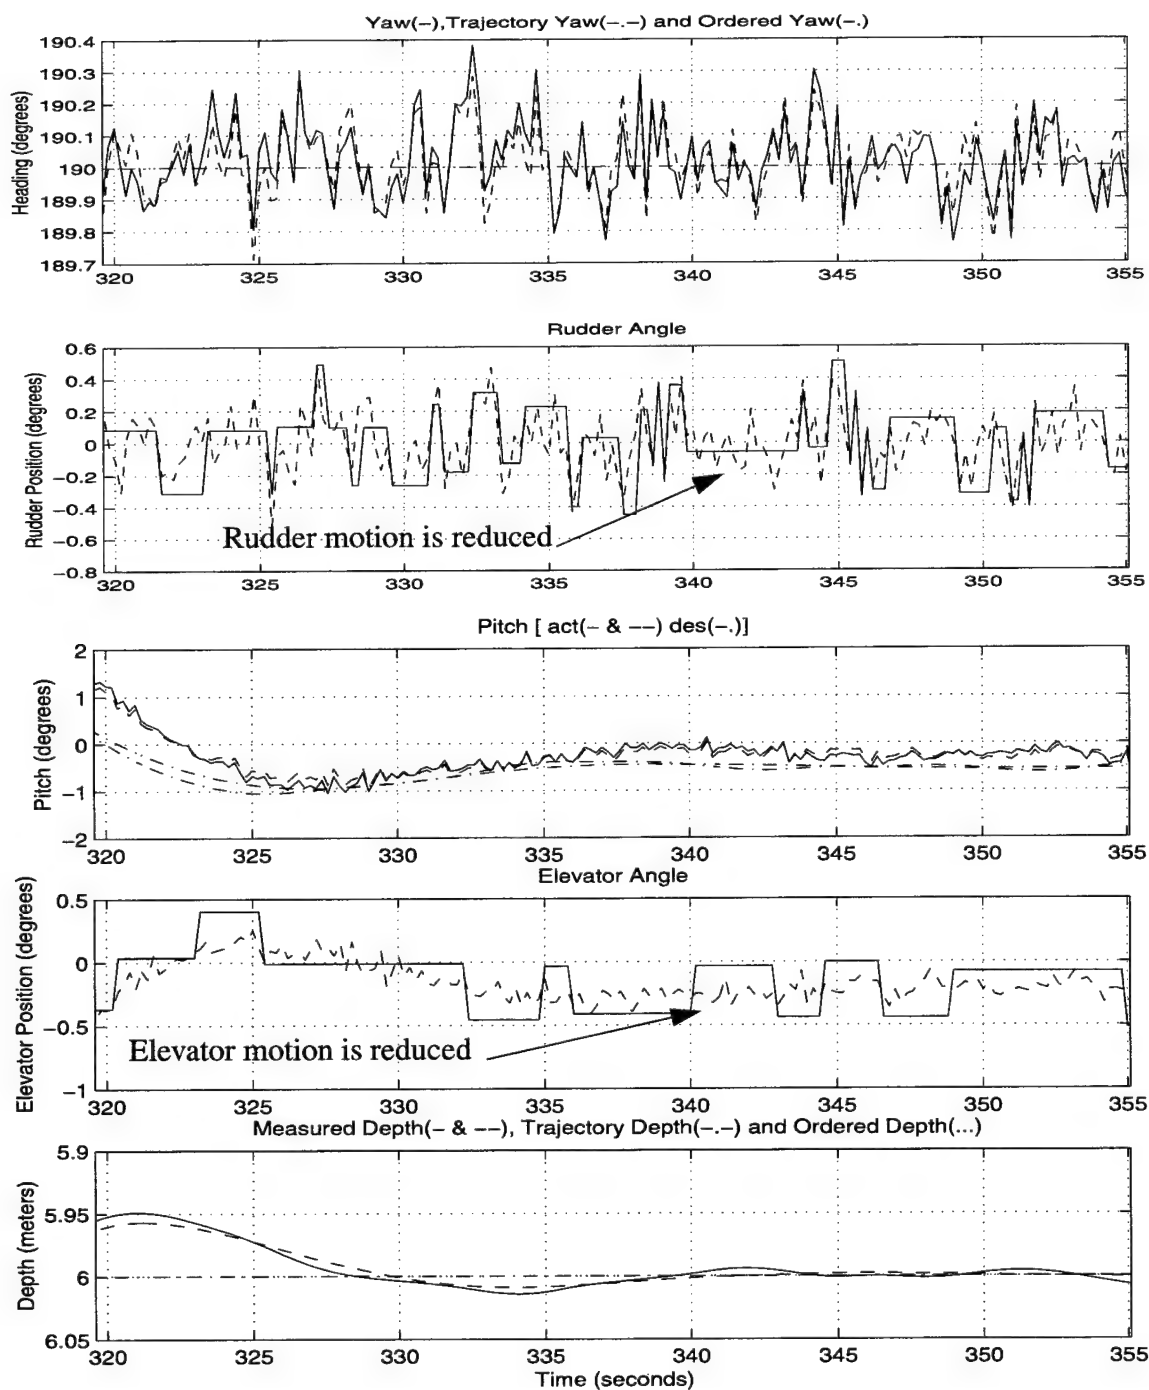 Yaw(−),Trajectory Yaw(−.−) and Ordered Yaw(−.)
Heading (degrees)
190.4
190.3
190.2
190.1
190
189.9
189.8
189.7
320 325 330 335 340 345 350 355
Rudder Angle
Rudder Position (degrees)
0.6
0.4
0.2
0
−0.2
−0.4
−0.6
−0.8
Rudder motion is reduced
320 325 330 335 340 345 350 355
Pitch [ act(− & −−) des(−.)]
Pitch (degrees)
2
1
0
−1
−2
320 325 330 335 340 345 350 355
Elevator Angle
Elevator Position (degrees)
0.5
0
−0.5
−1
Elevator motion is reduced
320 325 330 335 340 345 350 355
Measured Depth(− & −−), Trajectory Depth(−.−) and Ordered Depth(...)
Depth (meters)
5.9
5.95
6
6.05
320 325 330 335 340 345 350 355
Time (seconds)